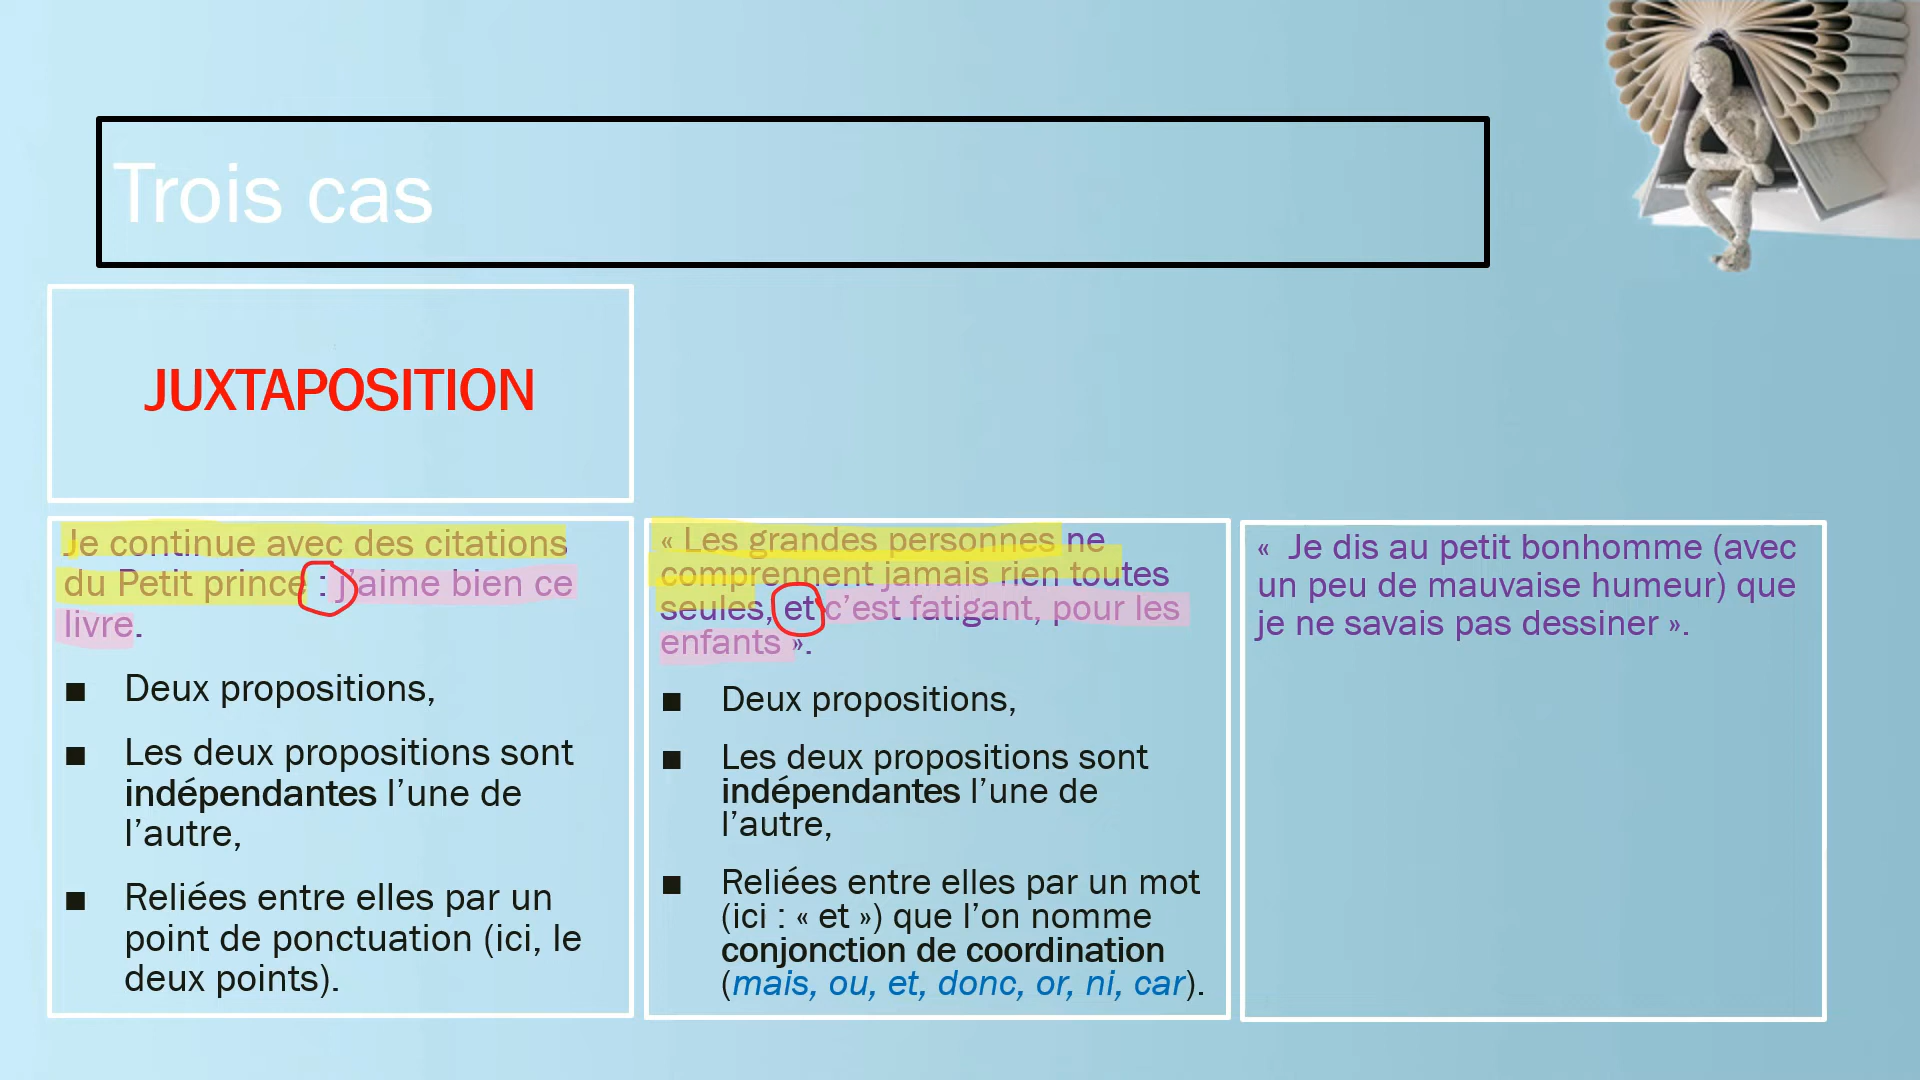 Trois cas
JUXTAPOSITION
Je continue avec des citations
du Petit prince : j’aime bien ce
livre.
■ Deux propositions,
■ Les deux propositions sont
indépendantes l’une de
l’autre,
■ Reliées entre elles par un
point de ponctuation (ici, le
deux points).
« Les grandes personnes ne
comprennent jamais rien toutes
seules, et c’est fatigant, pour les
enfants ».
■ Deux propositions,
■ Les deux propositions sont
indépendantes l’une de
l’autre,
■ Reliées entre elles par un mot
(ici : « et ») que l’on nomme
conjonction de coordination
(mais, ou, et, donc, or, ni, car).
« Je dis au petit bonhomme (avec
un peu de mauvaise humeur) que
je ne savais pas dessiner ».